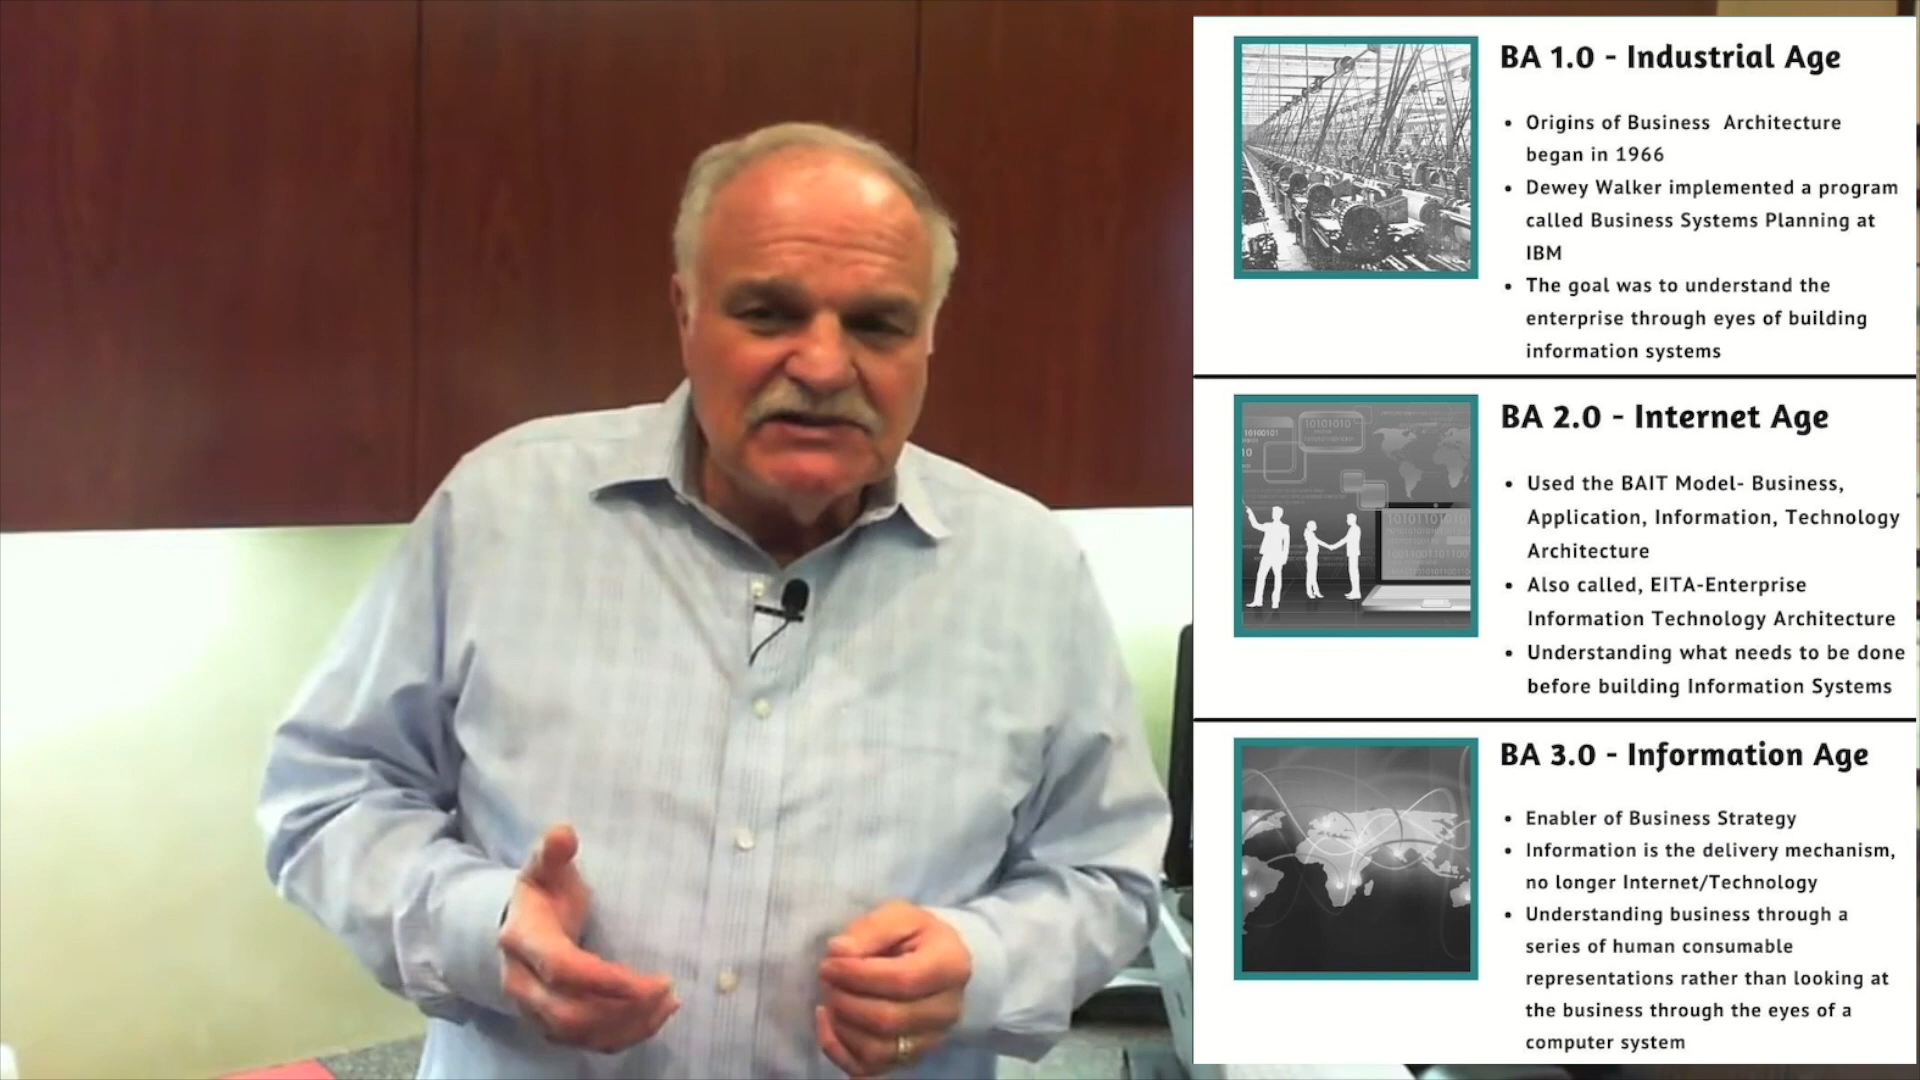 BA 1.0 - Industrial Age
• Origins of Business Architecture
began in 1966
• Dewey Walker implemented a program
called Business Systems Planning at
IBM
• The goal was to understand the
enterprise through eyes of building
information systems
BA 2.0 - Internet Age
• Used the BAIT Model- Business,
Application, Information, Technology
Architecture
• Also called, EITA-Enterprise
Information Technology Architecture
• Understanding what needs to be done
before building Information Systems
BA 3.0 - Information Age
• Enabler of Business Strategy
• Information is the delivery mechanism,
no longer Internet/Technology
• Understanding business through a
series of human consumable
representations rather than looking at
the business through the eyes of a
computer system